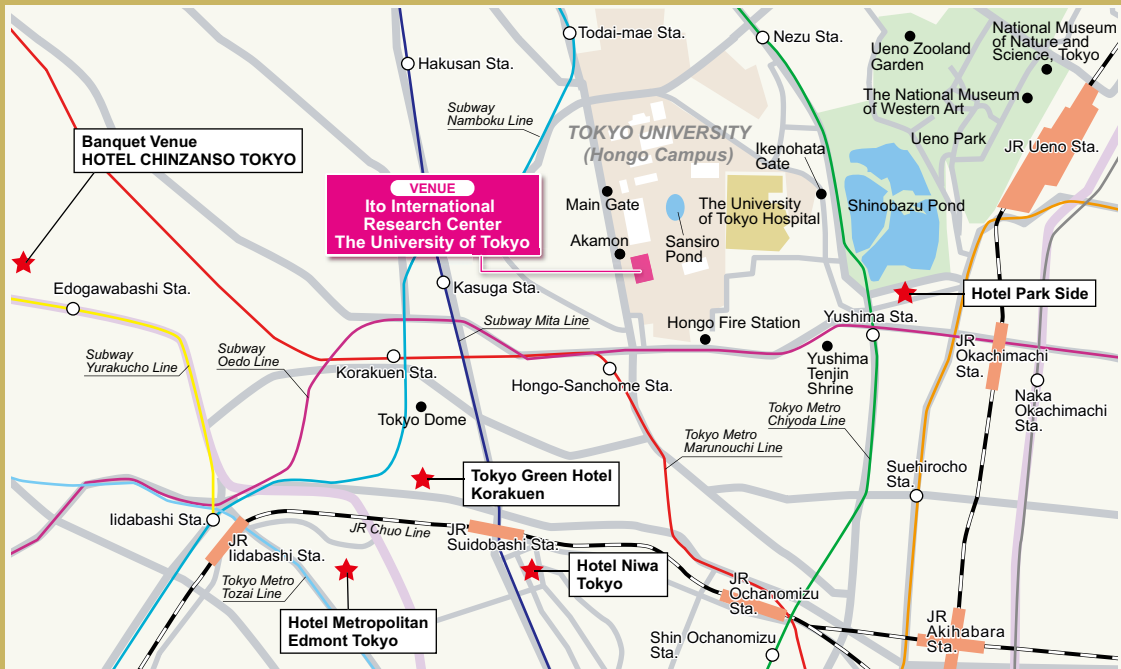 Todai-mae Sta.
Nezu Sta.
National Museum
of Nature and
Science, Tokyo
Ueno Zooland
Garden
Hakusan Sta.
The National Museum
of Western Art
Subway
Namboku Line
Banquet Venue
HOTEL CHINZANSO TOKYO
TOKYO UNIVERSITY
(Hongo Campus)
Ikenohata
Gate
Ueno Park
JR Ueno Sta.
VENUE
Ito International
Research Center
The University of Tokyo
Main Gate
The University
of Tokyo Hospital
Shinobazu Pond
Akamon
Sansiro
Pond
Edogawabashi Sta.
Kasuga Sta.
Hotel Park Side
Subway Mita Line
Hongo Fire Station
Yushima Sta.
Subway
Yurakucho Line
Subway
Oedo Line
Korakuen Sta.
Hongo-Sanchome Sta.
Yushima
Tenjin
Shrine
JR
Okachimachi
Sta.
Naka
Okachimachi
Sta.
Tokyo Dome
Tokyo Metro
Chiyoda Line
Tokyo Metro
Marunouchi Line
Tokyo Green Hotel
Korakuen
Suehirocho
Sta.
Iidabashi Sta.
JR Chuo Line
JR
Suidobashi Sta.
JR
Iidabashi Sta.
Tokyo Metro
Tozai Line
Hotel Niwa
Tokyo
JR
Ochanomizu
Sta.
Hotel Metropolitan
Edmont Tokyo
Shin Ochanomizu
Sta.
JR
Akihabara
Sta.